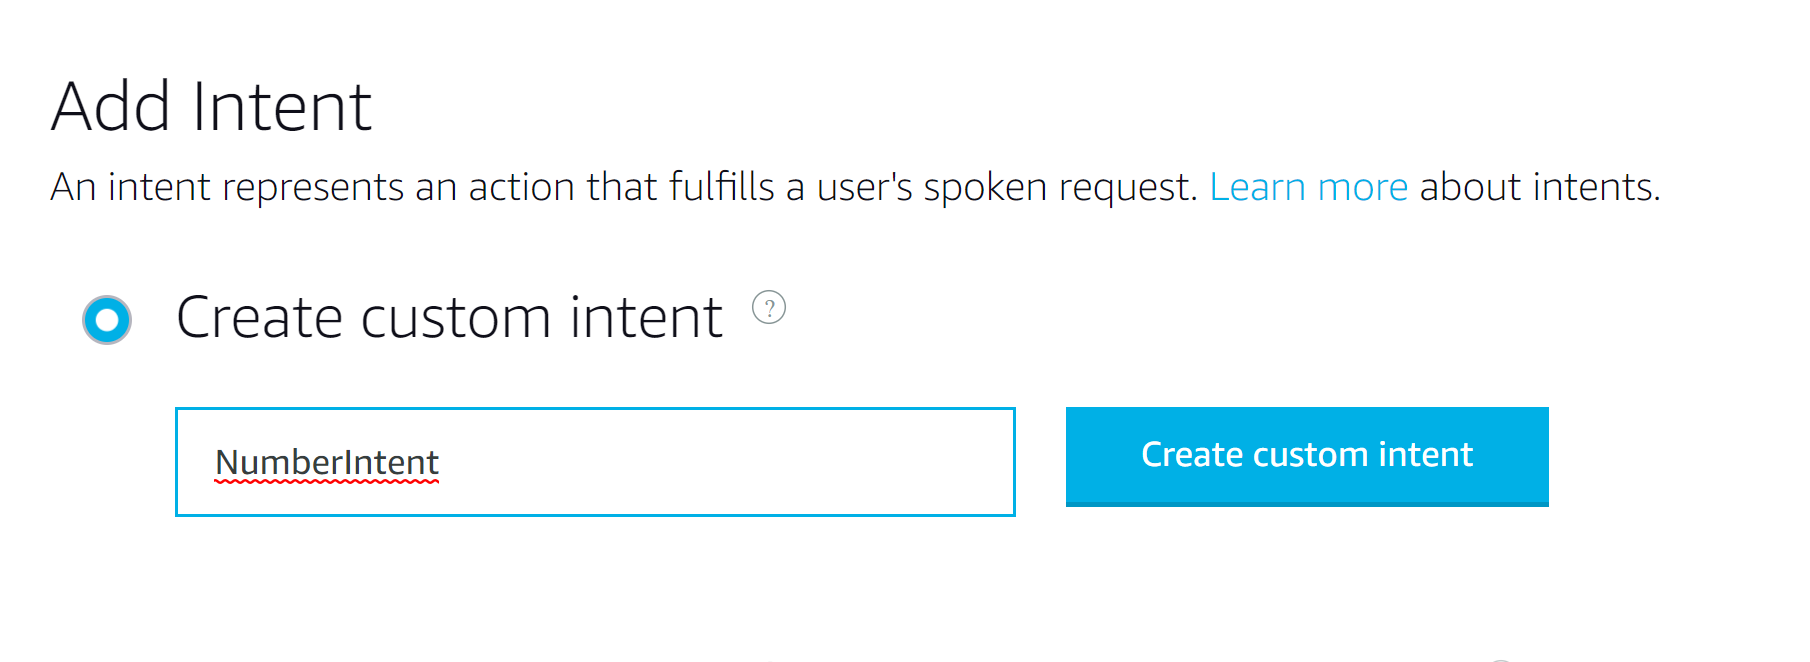 Add Intent
An intent represents an action that fulfills a user's spoken request. Learn more about intents.
Create custom intent ?
NumberIntent
Create custom intent